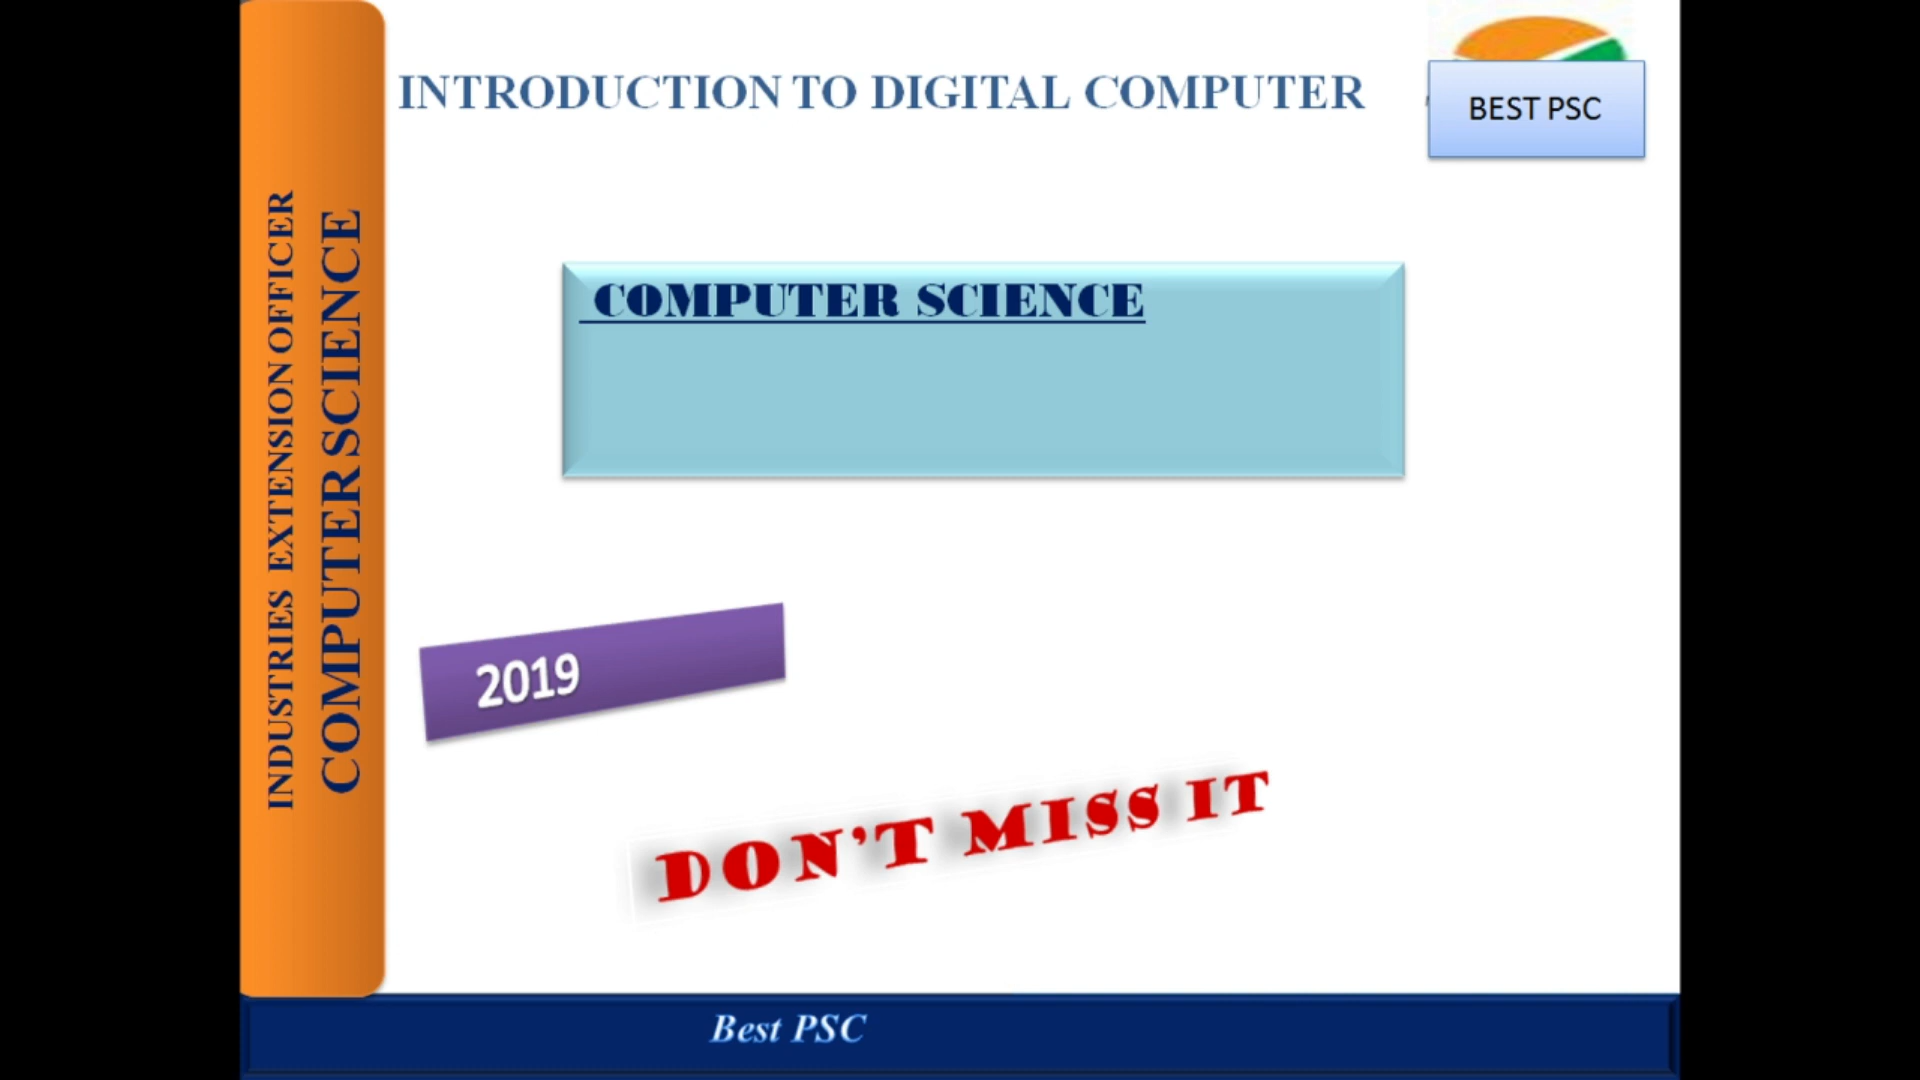 INTRODUCTION TO DIGITAL COMPUTER
BEST PSC
INDUSTRIES EXTENSION OFFICER
COMPUTER SCIENCE
COMPUTER SCIENCE
2019
DON'T MISS IT
Best PSC